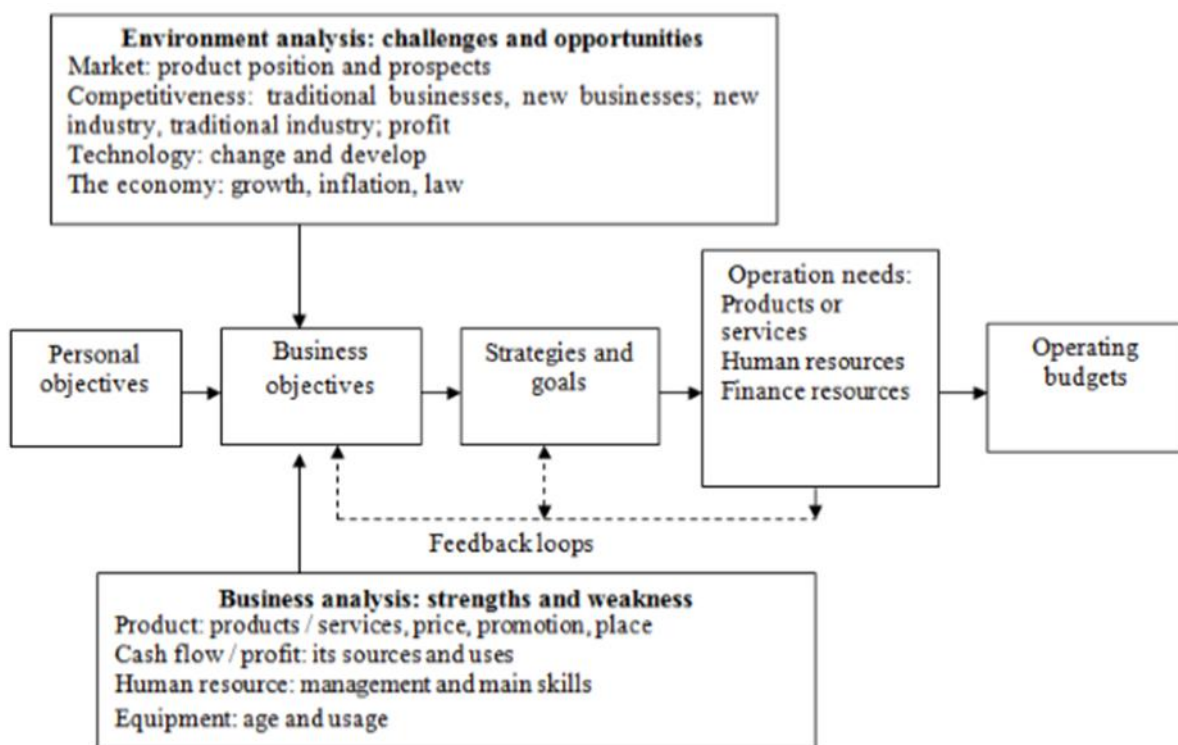 Environment analysis: challenges and opportunities
Market: product position and prospects
Competitiveness: traditional businesses, new businesses; new
industry, traditional industry; profit
Technology: change and develop
The economy: growth, inflation, law
Personal
objectives
Business
objectives
Strategies and
goals
Operation needs:
Products or
services
Human resources
Finance resources
Operating
budgets
Feedback loops
Business analysis: strengths and weakness
Product: products / services, price, promotion, place
Cash flow / profit: its sources and uses
Human resource: management and main skills
Equipment: age and usage